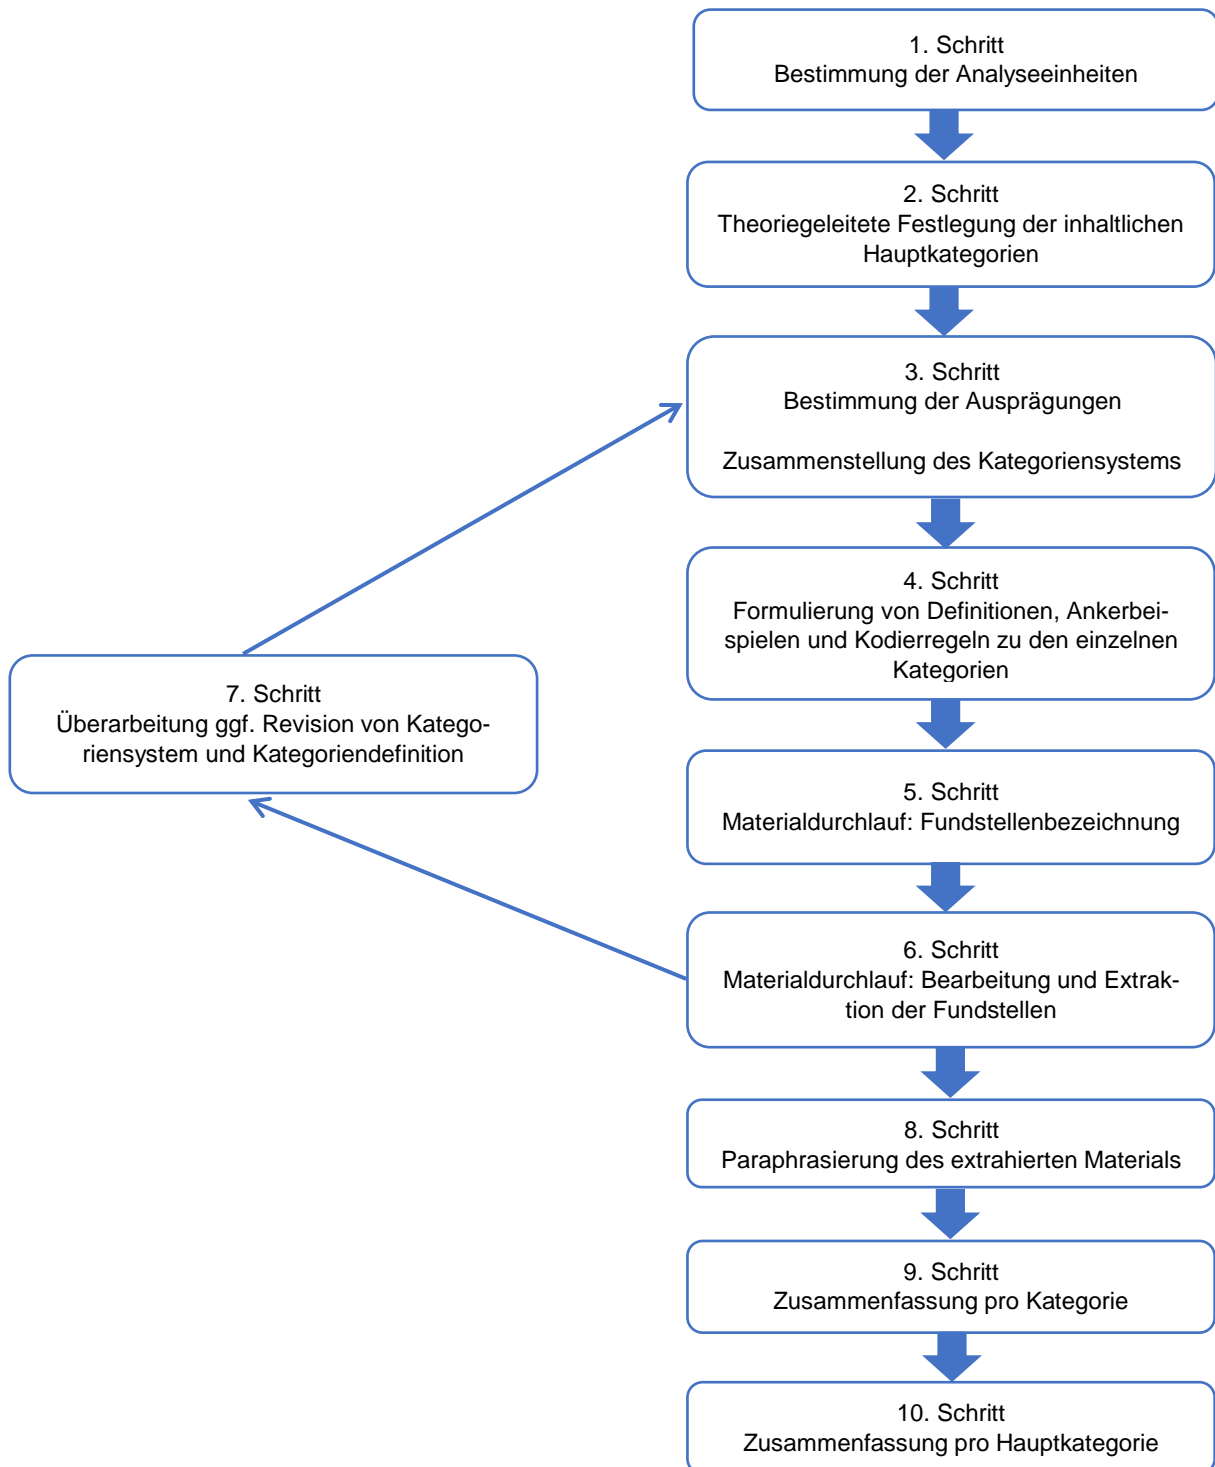 1. Schritt
Bestimmung der Analyseeinheiten
2. Schritt
Theoriegeleitete Festlegung der inhaltlichen
Hauptkategorien
3. Schritt
Bestimmung der Ausprägungen
Zusammenstellung des Kategoriensystems
4. Schritt
Formulierung von Definitionen, Ankerbei-
spielen und Kodierregeln zu den einzelnen
Kategorien
5. Schritt
Materialdurchlauf: Fundstellenbezeichnung
6. Schritt
Materialdurchlauf: Bearbeitung und Extrak-
tion der Fundstellen
7. Schritt
Überarbeitung ggf. Revision von Katego-
riensystem und Kategoriendefinition
8. Schritt
Paraphrasierung des extrahierten Materials
9. Schritt
Zusammenfassung pro Kategorie
10. Schritt
Zusammenfassung pro Hauptkategorie